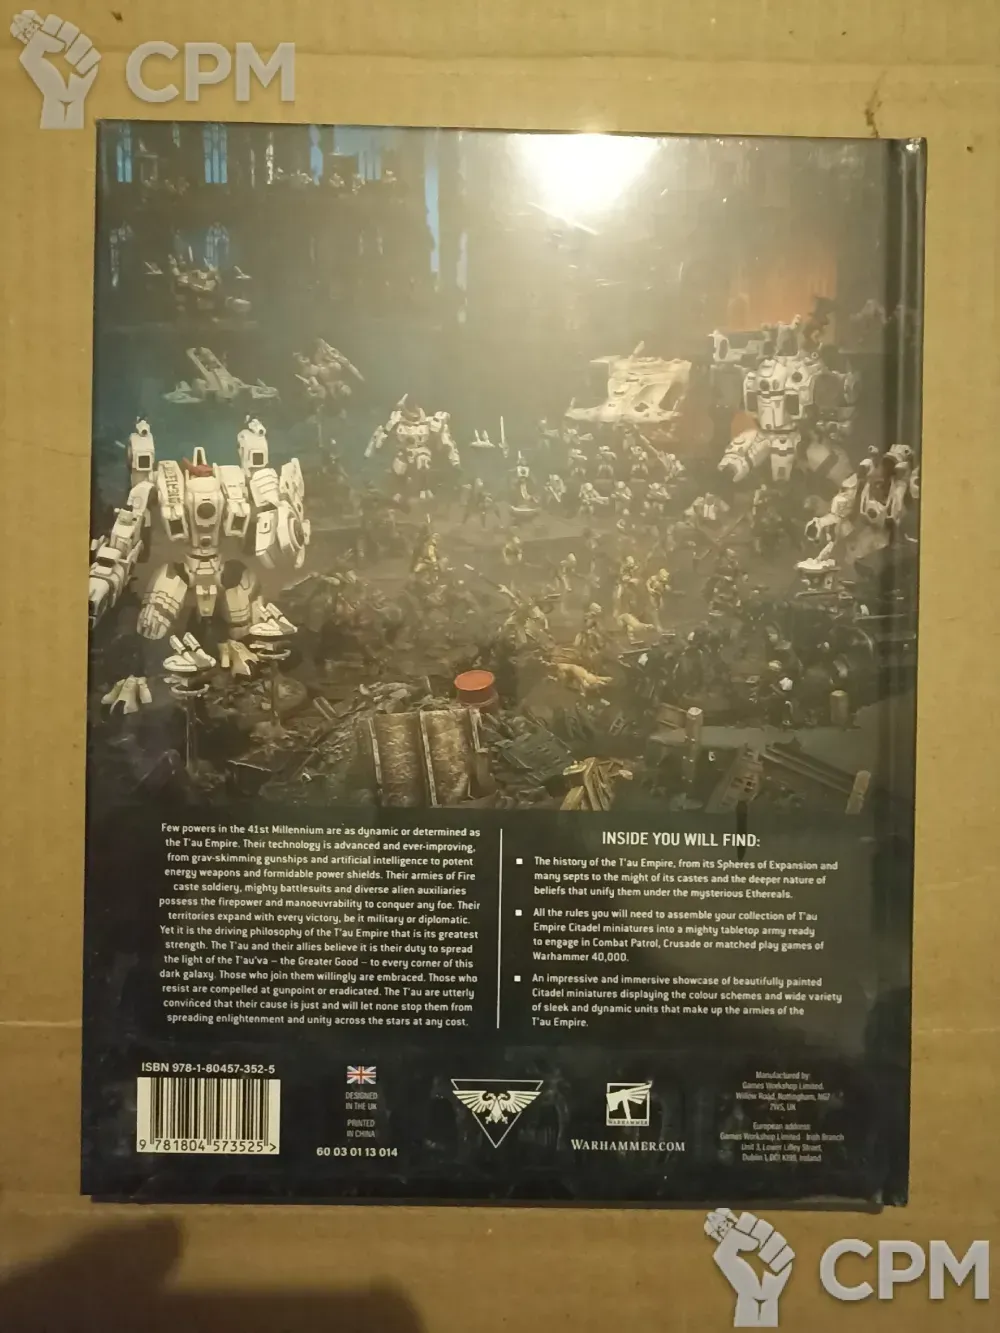 CPM
Few powers in the 41st Millennium are as dynamic or determined as
the T'au Empire. Their technology is advanced and ever-improving,
from grav-skimming gunships and artificial intelligence to potent
energy weapons and formidable power shields. Their armies of Fire
caste soldiery, mighty battlesuits and diverse alien auxiliaries
possess the firepower and manoeuvrability to conquer any foe. Their
territories expand with every victory, be it military or diplomatic.
Yet it is the driving philosophy of the T'au Empire that is its greatest
strength. The T'au and their allies believe it is their duty to spread
the light of the T'au'va – the Greater Good – to every corner of this
dark galaxy. Those who join them willingly are embraced. Those who
resist are compelled at gunpoint or eradicated. The T'au are utterly
convinced that their cause is just and will let none stop them from
spreading enlightenment and unity across the stars at any cost.
INSIDE YOU WILL FIND:
■ The history of the T'au Empire, from its Spheres of Expansion and
many septs to the might of its castes and the deeper nature of
beliefs that unify them under the mysterious Ethereals.
■ All the rules you will need to assemble your collection of T'au
Empire Citadel miniatures into a mighty tabletop army ready
to engage in Combat Patrol, Crusade or matched play games of
Warhammer 40,000.
■ An impressive and immersive showcase of beautifully painted
Citadel miniatures displaying the colour schemes and wide variety
of sleek and dynamic units that make up the armies of the
T'au Empire.
ISBN 978-1-80457-352-5
9 781804 573525 >
DESIGNED
IN THE UK
PRINTED
IN CHINA
60 03 01 13 014
WARHAMMER
WARHAMMER.COM
Manufactured by:
Games Workshop Limited,
Willow Road, Nottingham, NG7
2WS, UK
European address:
Games Workshop Limited - Irish Branch
Unit 3, Lower Liffey Street,
Dublin 1, D01 K199, Ireland
CPM